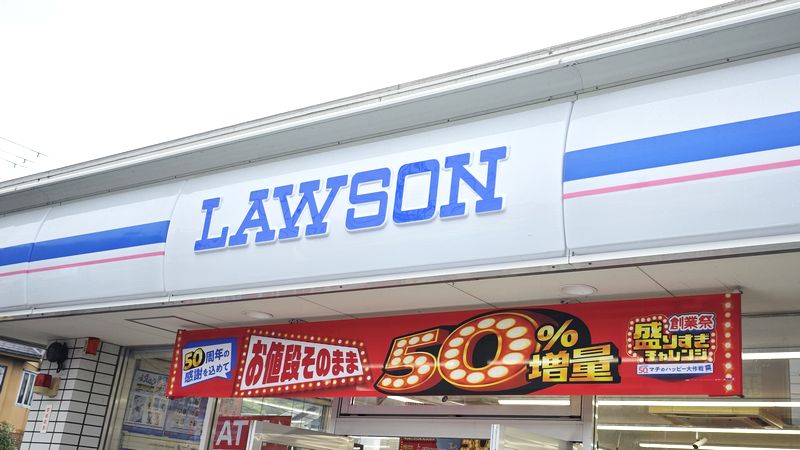 LAWSON
50周年の
感謝を込めて
お値段そのまま
50%
増量
創業祭
盛りすぎ
チャレンジ
50 マチのハッピー大作戦
AT